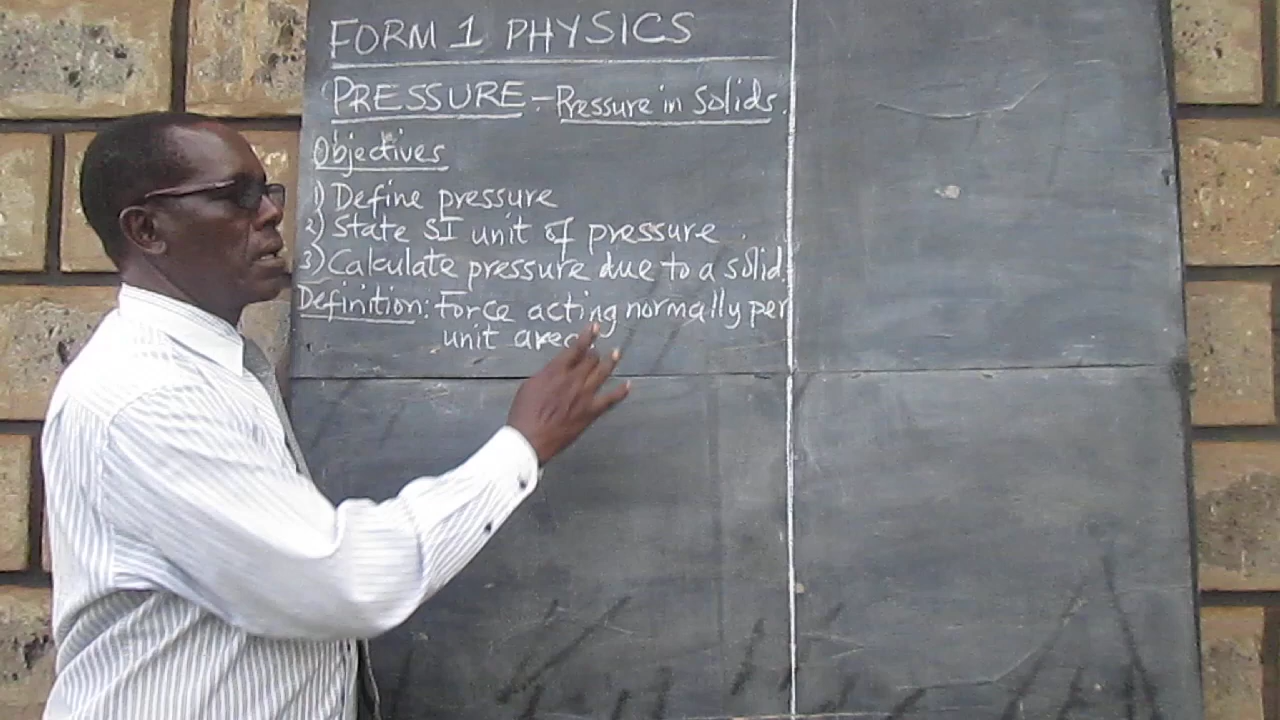 FORM 1 PHYSICS
PRESSURE - Pressure in Solids.
Objectives
1) Define pressure
2) State SI unit of pressure.
3) Calculate pressure due to a solid.
Definition: Force acting normally per
unit area.